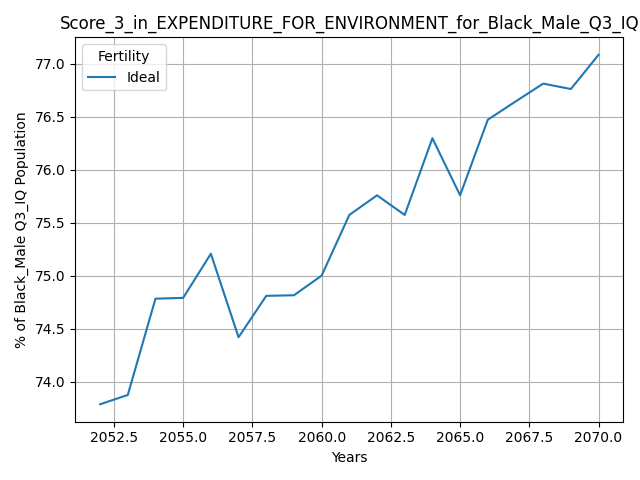 Score_3_in_EXPENDITURE_FOR_ENVIRONMENT_for_Black_Male_Q3_IQ
Fertility
Ideal
77.0
76.5
76.0
75.5
75.0
74.5
74.0
% of Black_Male Q3_IQ Population
2052.5 2055.0 2057.5 2060.0 2062.5 2065.0 2067.5 2070.0
Years